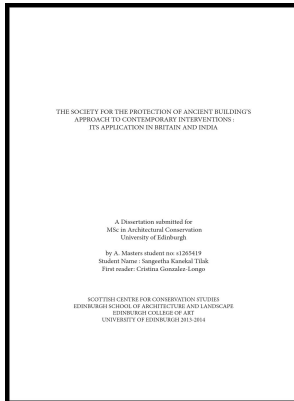 THE SOCIETY FOR THE PROTECTION OF ANCIENT BUILDING'S
APPROACH TO CONTEMPORARY INTERVENTIONS :
ITS APPLICATION IN BRITAIN AND INDIA
A Dissertation submitted for
MSc in Architectural Conservation
University of Edinburgh
by A. Masters student no: s1265419
Student Name : Sangeetha Kanekal Tilak
First reader: Cristina Gonzalez-Longo
SCOTTISH CENTRE FOR CONSERVATION STUDIES
EDINBURGH SCHOOL OF ARCHITECTURE AND LANDSCAPE
EDINBURGH COLLEGE OF ART
UNIVERSITY OF EDINBURGH 2013-2014